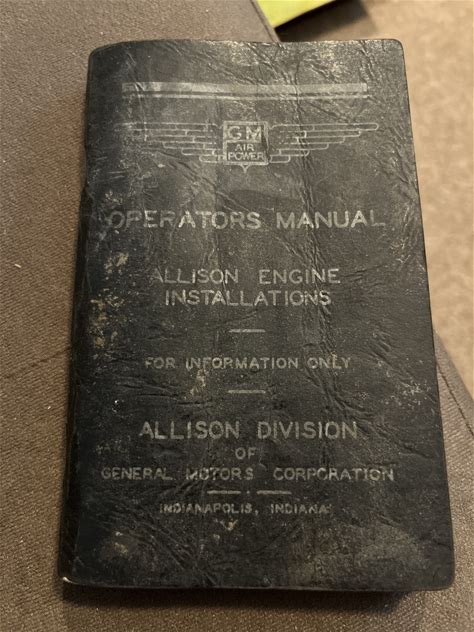 GM
AIR
POWER
OPERATORS MANUAL
ALLISON ENGINE
INSTALLATIONS
FOR INFORMATION ONLY
ALLISON DIVISION
OF
GENERAL MOTORS CORPORATION
INDIANAPOLIS, INDIANA